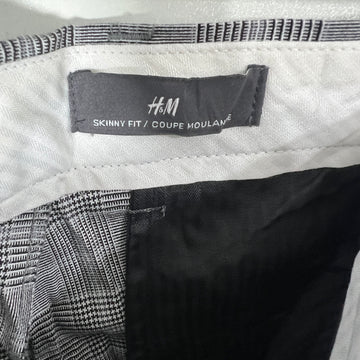 H&M
SKINNY FIT / COUPE MOULANTE